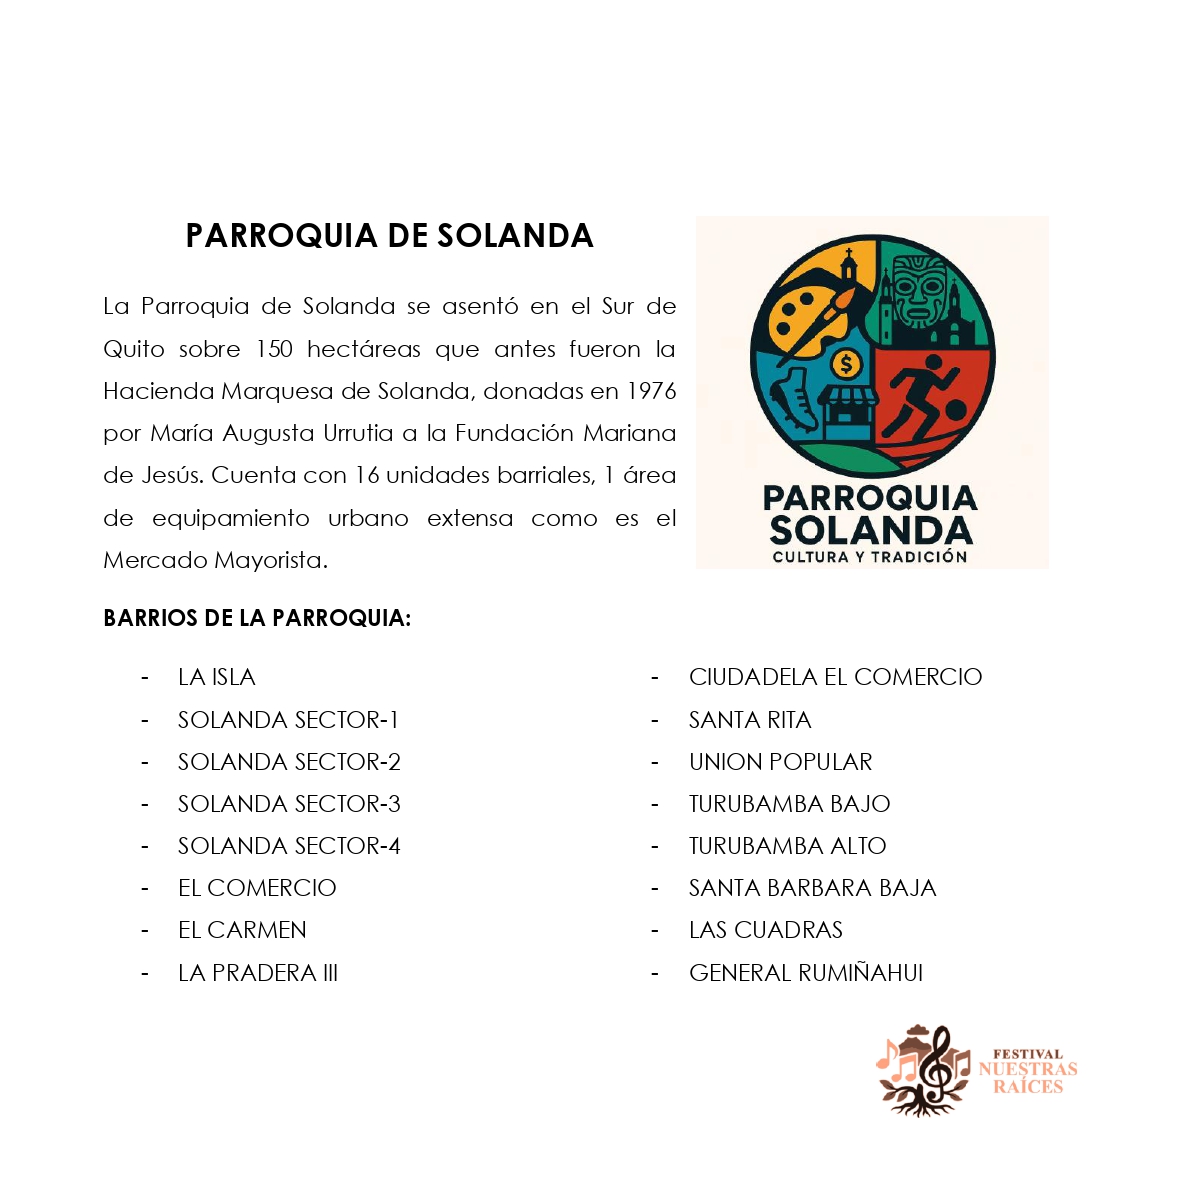 PARROQUIA DE SOLANDA
La Parroquia de Solanda se asentó en el Sur de
Quito sobre 150 hectáreas que antes fueron la
Hacienda Marquesa de Solanda, donadas en 1976
por María Augusta Urrutia a la Fundación Mariana
de Jesús. Cuenta con 16 unidades barriales, 1 área
de equipamiento urbano extensa como es el
Mercado Mayorista.
$
PARROQUIA
SOLANDA
CULTURA Y TRADICIÓN
BARRIOS DE LA PARROQUIA:
- LA ISLA
- SOLANDA SECTOR-1
- SOLANDA SECTOR-2
- SOLANDA SECTOR-3
- SOLANDA SECTOR-4
- EL COMERCIO
- EL CARMEN
- LA PRADERA III
- CIUDADELA EL COMERCIO
- SANTA RITA
- UNION POPULAR
- TURUBAMBA BAJO
- TURUBAMBA ALTO
- SANTA BARBARA BAJA
- LAS CUADRAS
- GENERAL RUMIÑAHUI
FESTIVAL
NUESTRAS
RAÍCES